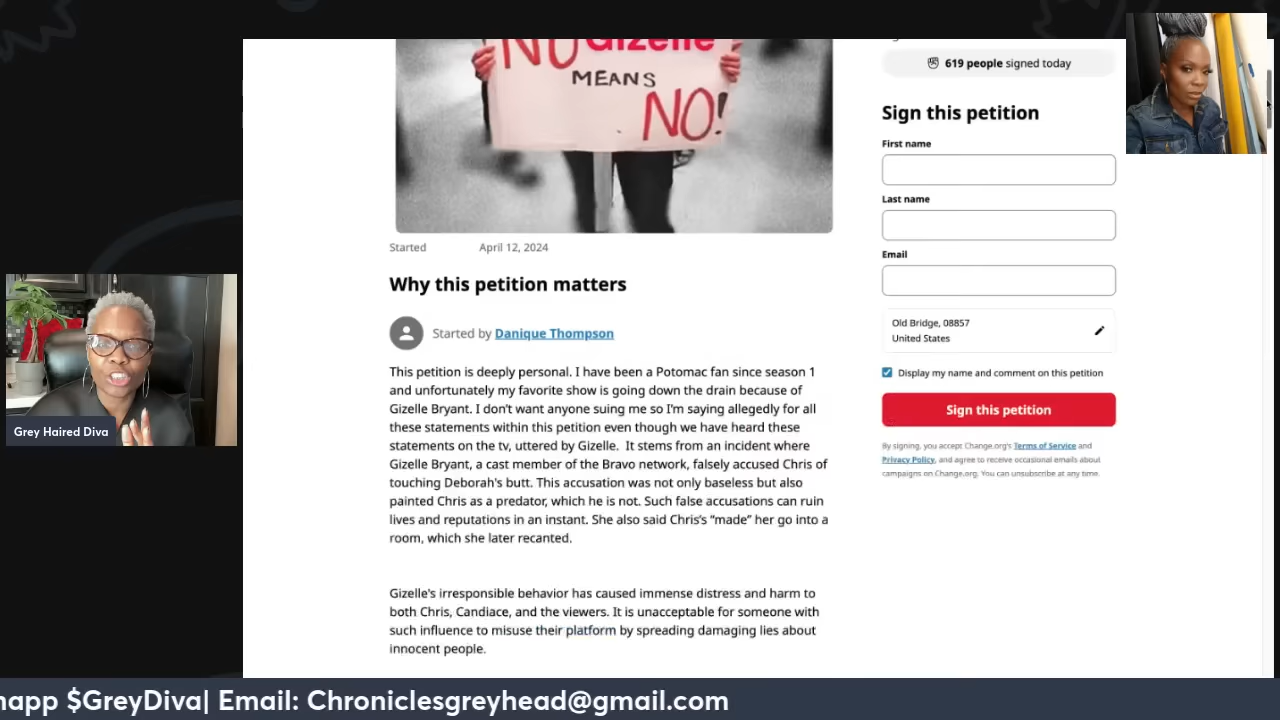 NO Gizelle
MEANS
NO!
619 people signed today
Sign this petition
First name
Last name
Email
Old Bridge, 08857
United States
Display my name and comment on this petition
Sign this petition
By signing, you accept Change.org's Terms of Service and
Privacy Policy, and agree to receive occasional emails about
campaigns on Change.org. You can unsubscribe at any time.
Started April 12, 2024
Why this petition matters
Started by Danique Thompson
This petition is deeply personal. I have been a Potomac fan since season 1
and unfortunately my favorite show is going down the drain because of
Gizelle Bryant. I don't want anyone suing me so I'm saying allegedly for all
these statements within this petition even though we have heard these
statements on the tv, uttered by Gizelle. It stems from an incident where
Gizelle Bryant, a cast member of the Bravo network, falsely accused Chris of
touching Deborah's butt. This accusation was not only baseless but also
painted Chris as a predator, which he is not. Such false accusations can ruin
lives and reputations in an instant. She also said Chris's “made” her go into a
room, which she later recanted.
Gizelle's irresponsible behavior has caused immense distress and harm to
both Chris, Candiace, and the viewers. It is unacceptable for someone with
such influence to misuse their platform by spreading damaging lies about
innocent people.
Grey Haired Diva
$GreyDiva| Email: Chroniclesgreyhead@gmail.com